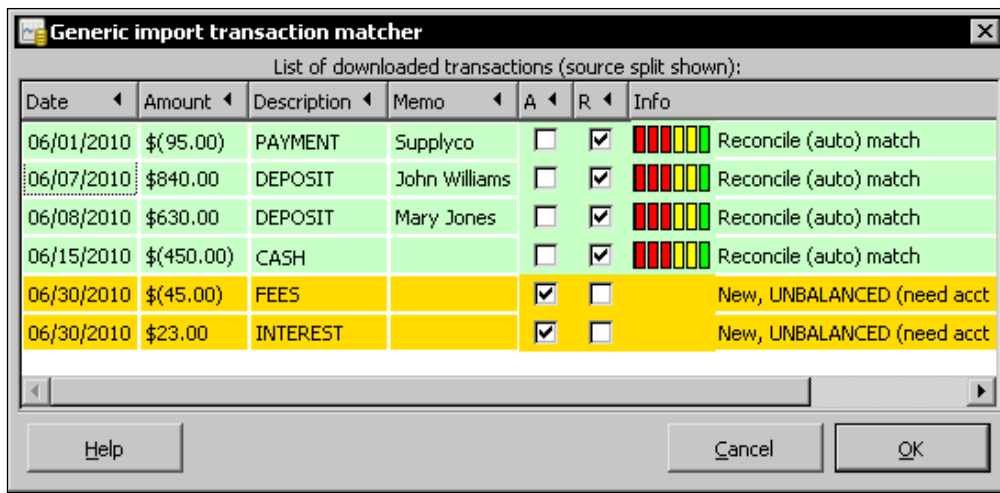 Generic import transaction matcher
List of downloaded transactions (source split shown):
Date Amount Description Memo A R Info
06/01/2010 $(95.00) PAYMENT Supplyco Reconcile (auto) match
06/07/2010 $840.00 DEPOSIT John Williams Reconcile (auto) match
06/08/2010 $630.00 DEPOSIT Mary Jones Reconcile (auto) match
06/15/2010 $(450.00) CASH Reconcile (auto) match
06/30/2010 $(45.00) FEES New, UNBALANCED (need acct
06/30/2010 $23.00 INTEREST New, UNBALANCED (need acct
Help Cancel OK